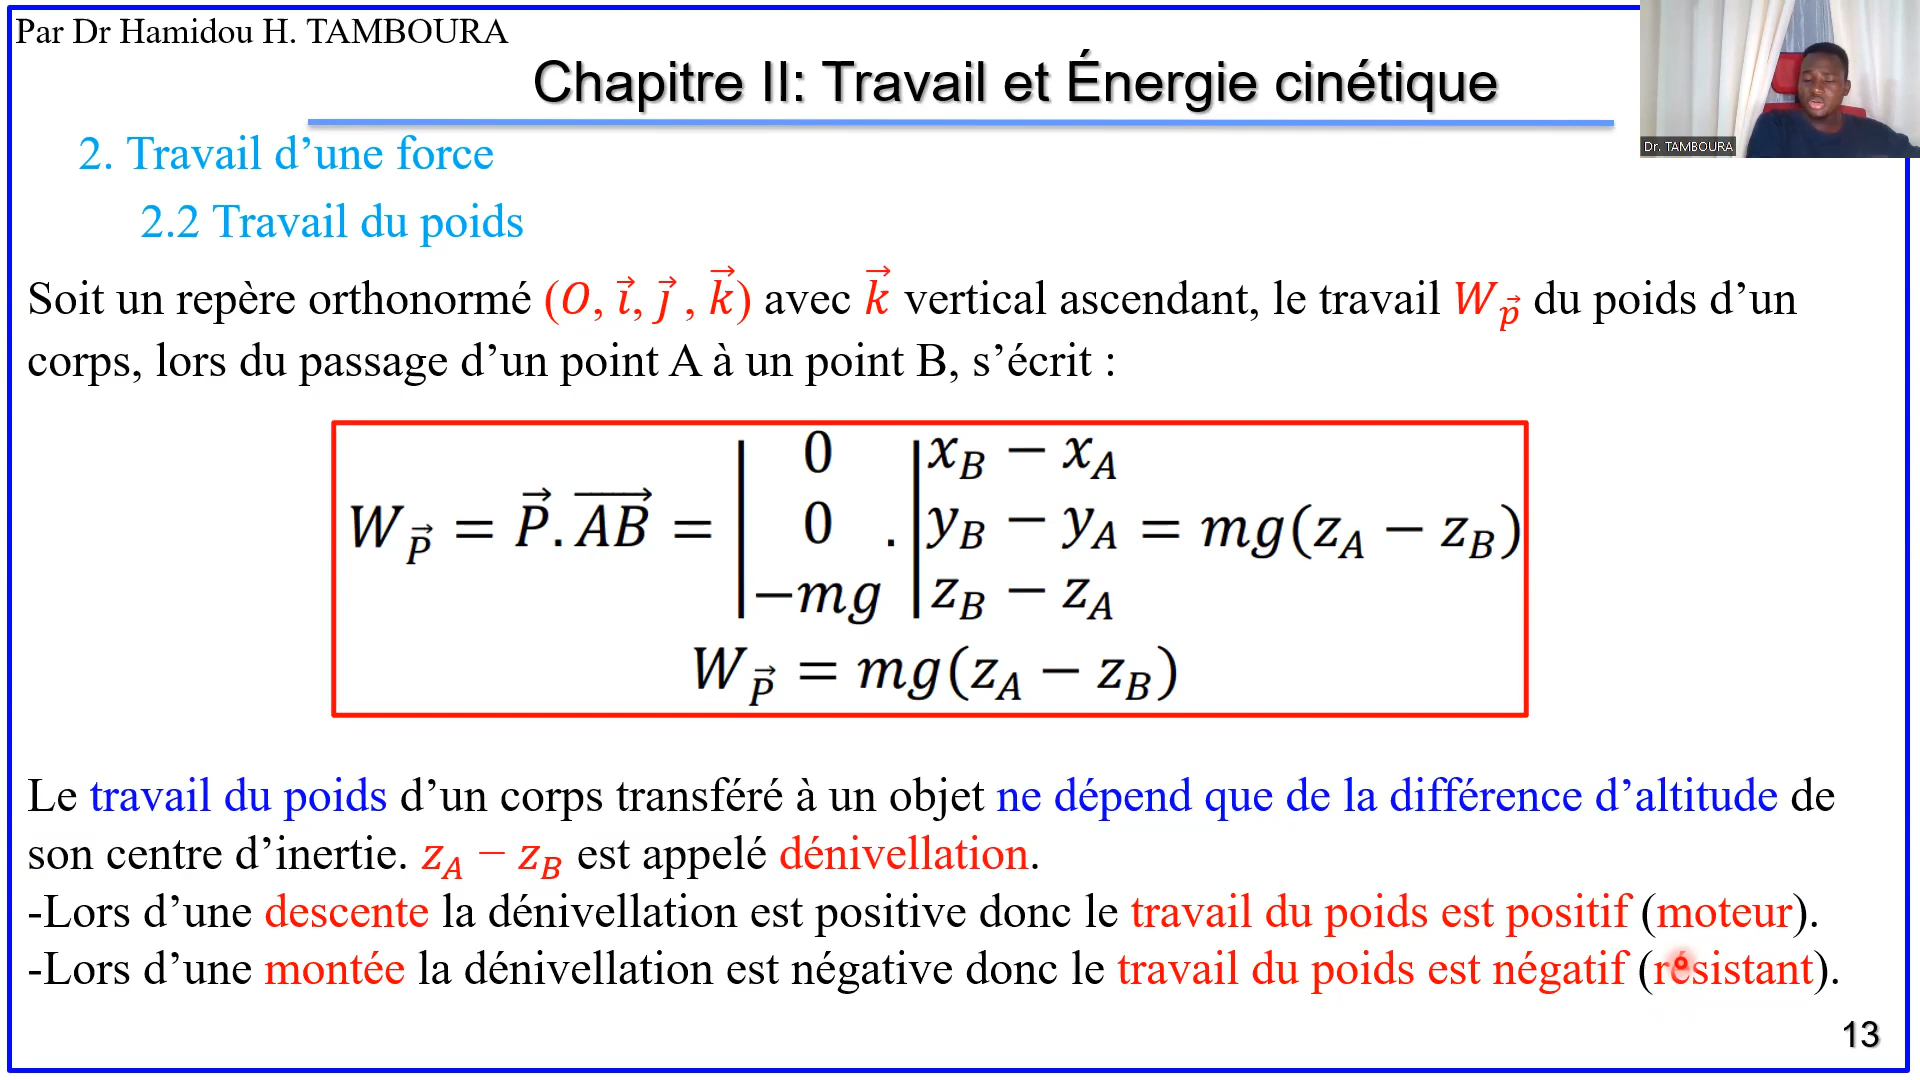 Par Dr Hamidou H. TAMBOURA
Chapitre II: Travail et Énergie cinétique
Dr. TAMBOURA
2. Travail d’une force
2.2 Travail du poids
Soit un repère orthonormé (O, i⃗, j⃗, k⃗) avec k⃗ vertical ascendant, le travail W_p⃗ du poids d’un
corps, lors du passage d’un point A à un point B, s’écrit :
W_P⃗ = P⃗. AB⃗ = | 0 0 −mg . | x_B − x_A y_B − y_A z_B − z_A = mg(z_A − z_B)
W_P⃗ = mg(z_A − z_B)
Le travail du poids d’un corps transféré à un objet ne dépend que de la différence d’altitude de
son centre d’inertie. z_A − z_B est appelé dénivellation.
-Lors d’une descente la dénivellation est positive donc le travail du poids est positif (moteur).
-Lors d’une montée la dénivellation est négative donc le travail du poids est négatif (résistant).
13